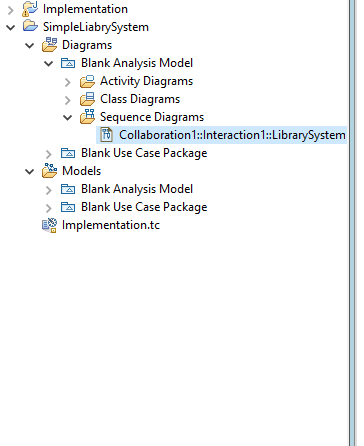 Implementation
SimpleLiabrySystem
Diagrams
Blank Analysis Model
Activity Diagrams
Class Diagrams
Sequence Diagrams
Collaboration1::Interaction1::LibrarySystem
Blank Use Case Package
Models
Blank Analysis Model
Blank Use Case Package
Implementation.tc